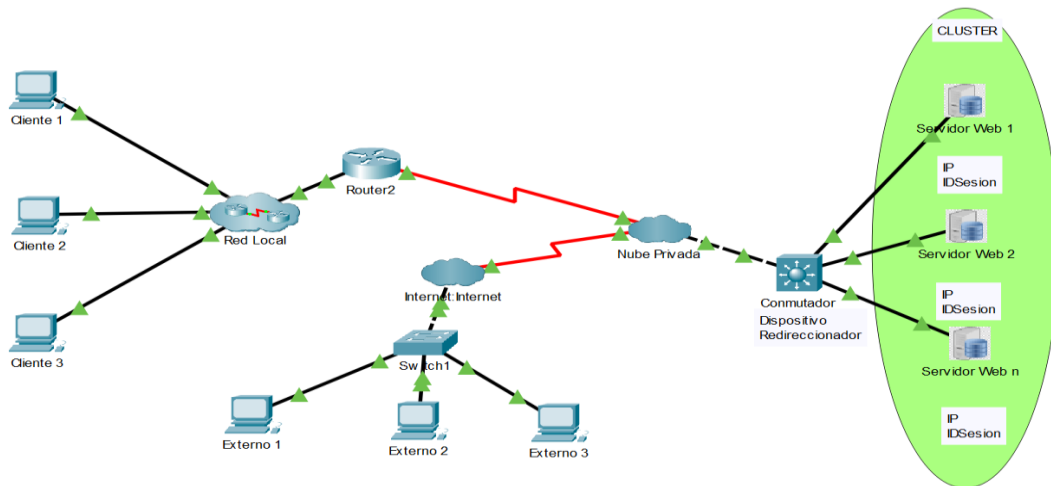 CLUSTER
Cliente 1
Servidor Web 1
Router2
IP
IDSesion
Cliente 2
Red Local
Nube Privada
Servidor Web 2
Internet:Internet
Conmutador
Dispositivo
Redireccionador
IP
IDSesion
Cliente 3
Switch1
Servidor Web n
Externo 1
Externo 2
Externo 3
IP
IDSesion